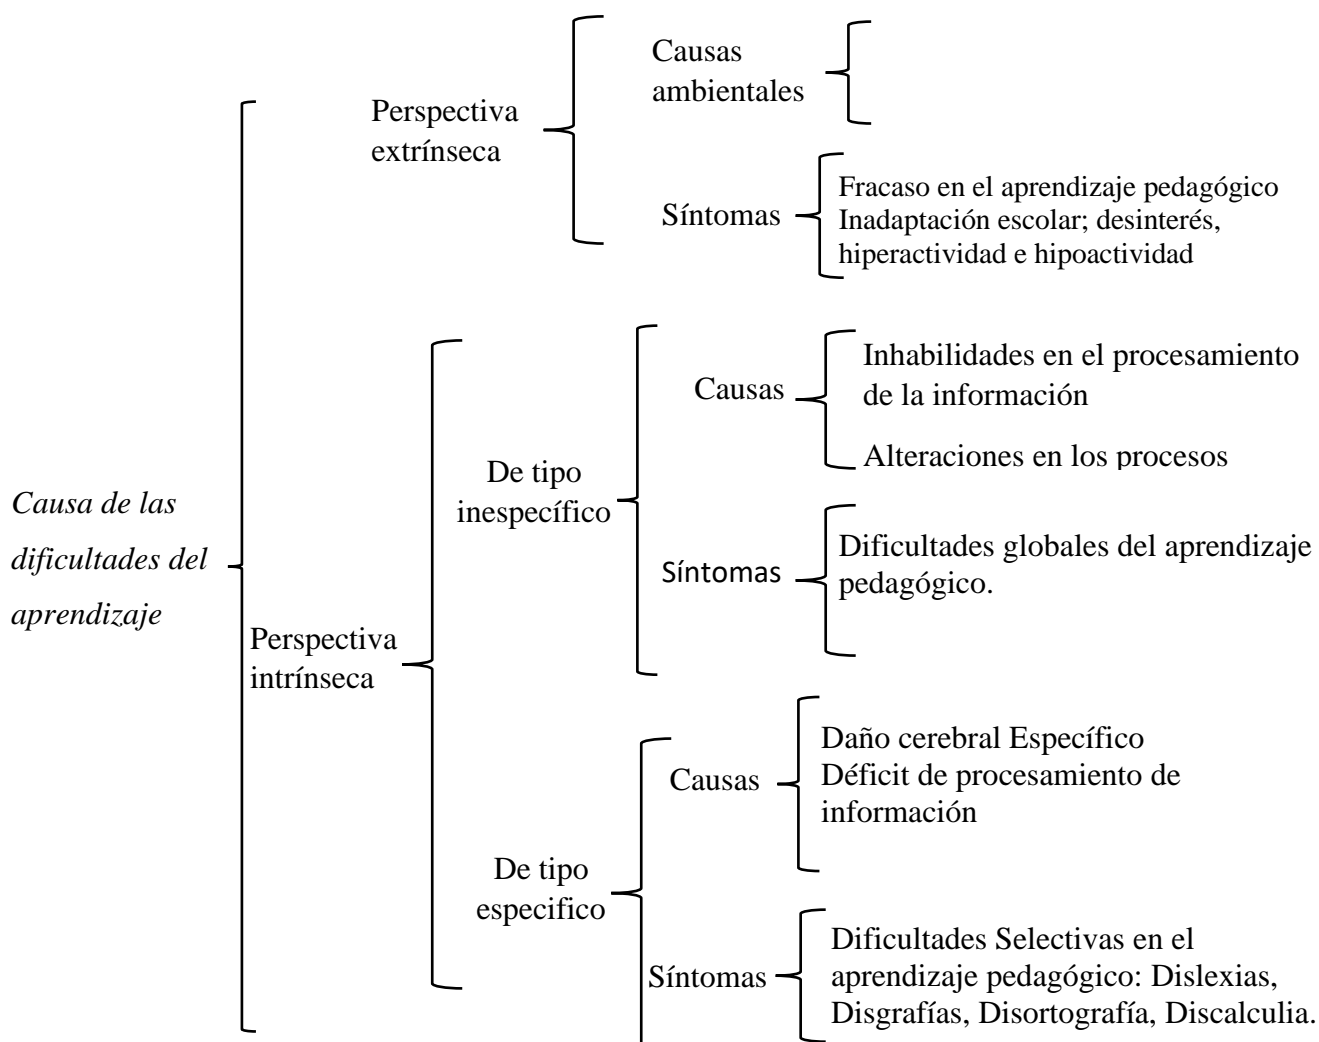 Causa de las
dificultades del
aprendizaje
Perspectiva
extrínseca
Causas
ambientales
Síntomas
Fracaso en el aprendizaje pedagógico
Inadaptación escolar; desinterés,
hiperactividad e hipoactividad
Perspectiva
intrínseca
De tipo
inespecífico
Causas
Inhabilidades en el procesamiento
de la información
Alteraciones en los procesos
Síntomas
Dificultades globales del aprendizaje
pedagógico.
De tipo
especifico
Causas
Daño cerebral Específico
Déficit de procesamiento de
información
Síntomas
Dificultades Selectivas en el
aprendizaje pedagógico: Dislexias,
Disgrafías, Disortografía, Discalculia.